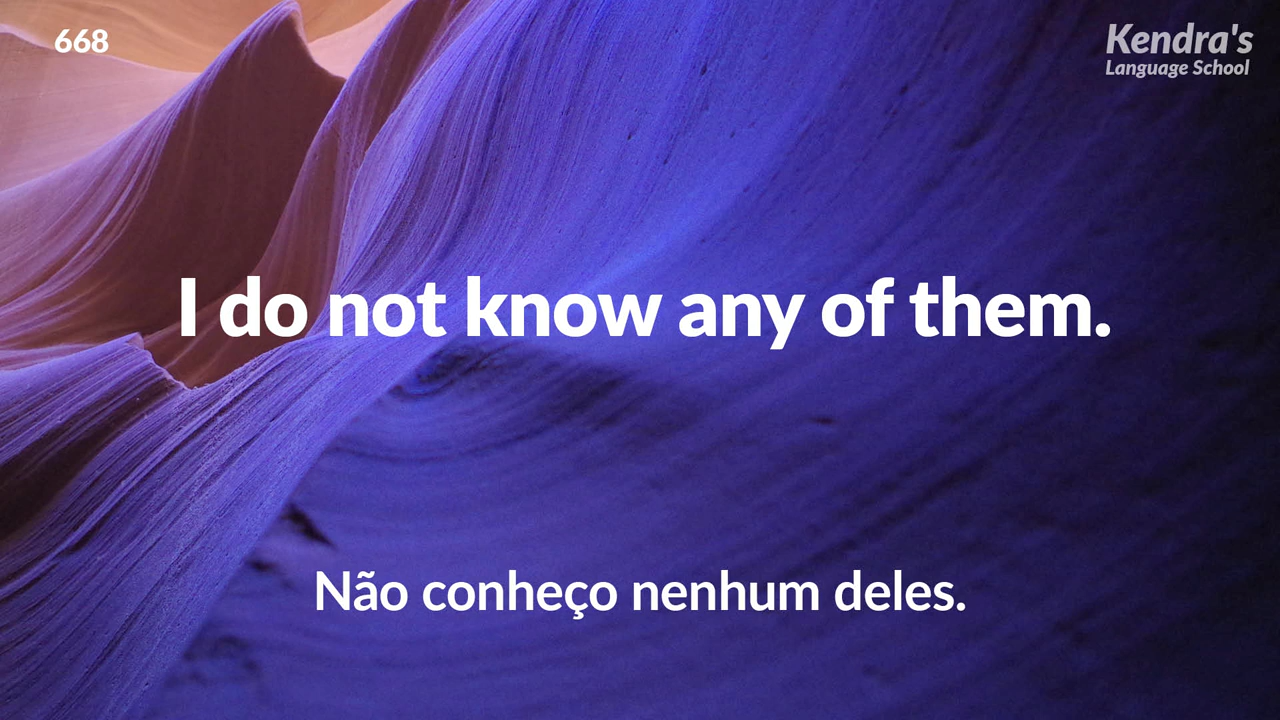 668
Kendra's
Language School
I do not know any of them.
Não conheço nenhum deles.